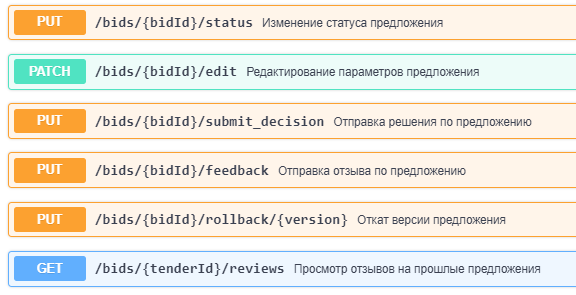 PUT /bids/{bidId}/status Изменение статуса предложения
PATCH /bids/{bidId}/edit Редактирование параметров предложения
PUT /bids/{bidId}/submit_decision Отправка решения по предложению
PUT /bids/{bidId}/feedback Отправка отзыва по предложению
PUT /bids/{bidId}/rollback/{version} Откат версии предложения
GET /bids/{tenderId}/reviews Просмотр отзывов на прошлые предложения